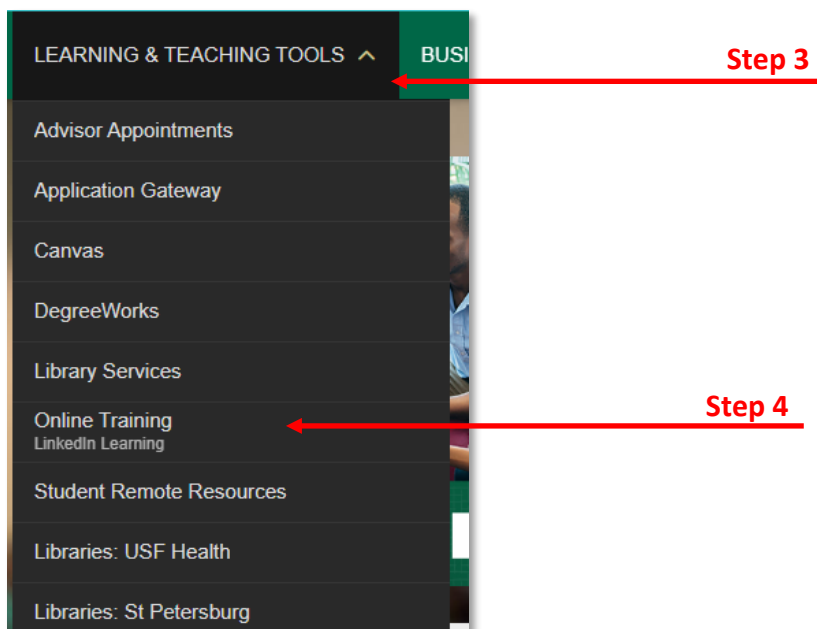 LEARNING & TEACHING TOOLS
BUSI
Step 3
Advisor Appointments
Application Gateway
Canvas
DegreeWorks
Library Services
Online Training
LinkedIn Learning
Step 4
Student Remote Resources
Libraries: USF Health
Libraries: St Petersburg